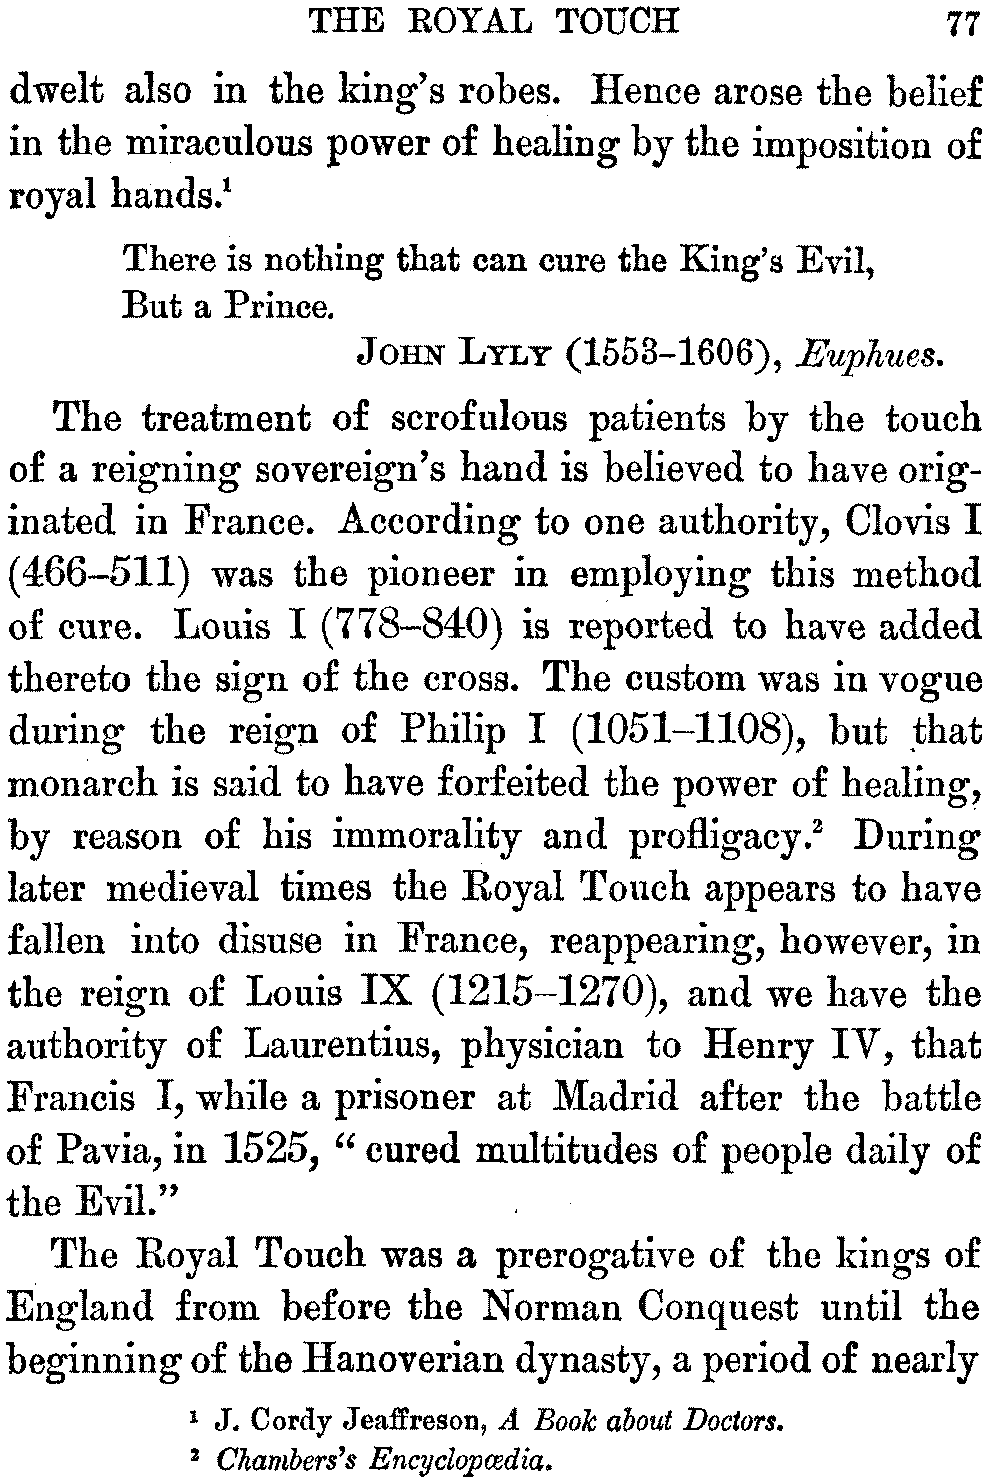 THE ROYAL TOUCH 77
dwelt also in the king's robes. Hence arose the belief
in the miraculous power of healing by the imposition of
royal hands.¹
There is nothing that can cure the King's Evil,
But a Prince.
JOHN LYLY (1553–1606), Euphues.
The treatment of scrofulous patients by the touch
of a reigning sovereign's hand is believed to have orig-
inated in France. According to one authority, Clovis I
(466–511) was the pioneer in employing this method
of cure. Louis I (778–840) is reported to have added
thereto the sign of the cross. The custom was in vogue
during the reign of Philip I (1051–1108), but that
monarch is said to have forfeited the power of healing,
by reason of his immorality and profligacy.² During
later medieval times the Royal Touch appears to have
fallen into disuse in France, reappearing, however, in
the reign of Louis IX (1215–1270), and we have the
authority of Laurentius, physician to Henry IV, that
Francis I, while a prisoner at Madrid after the battle
of Pavia, in 1525, “ cured multitudes of people daily of
the Evil.”
The Royal Touch was a prerogative of the kings of
England from before the Norman Conquest until the
beginning of the Hanoverian dynasty, a period of nearly
¹ J. Cordy Jeaffreson, A Book about Doctors.
² Chambers's Encyclopædia.